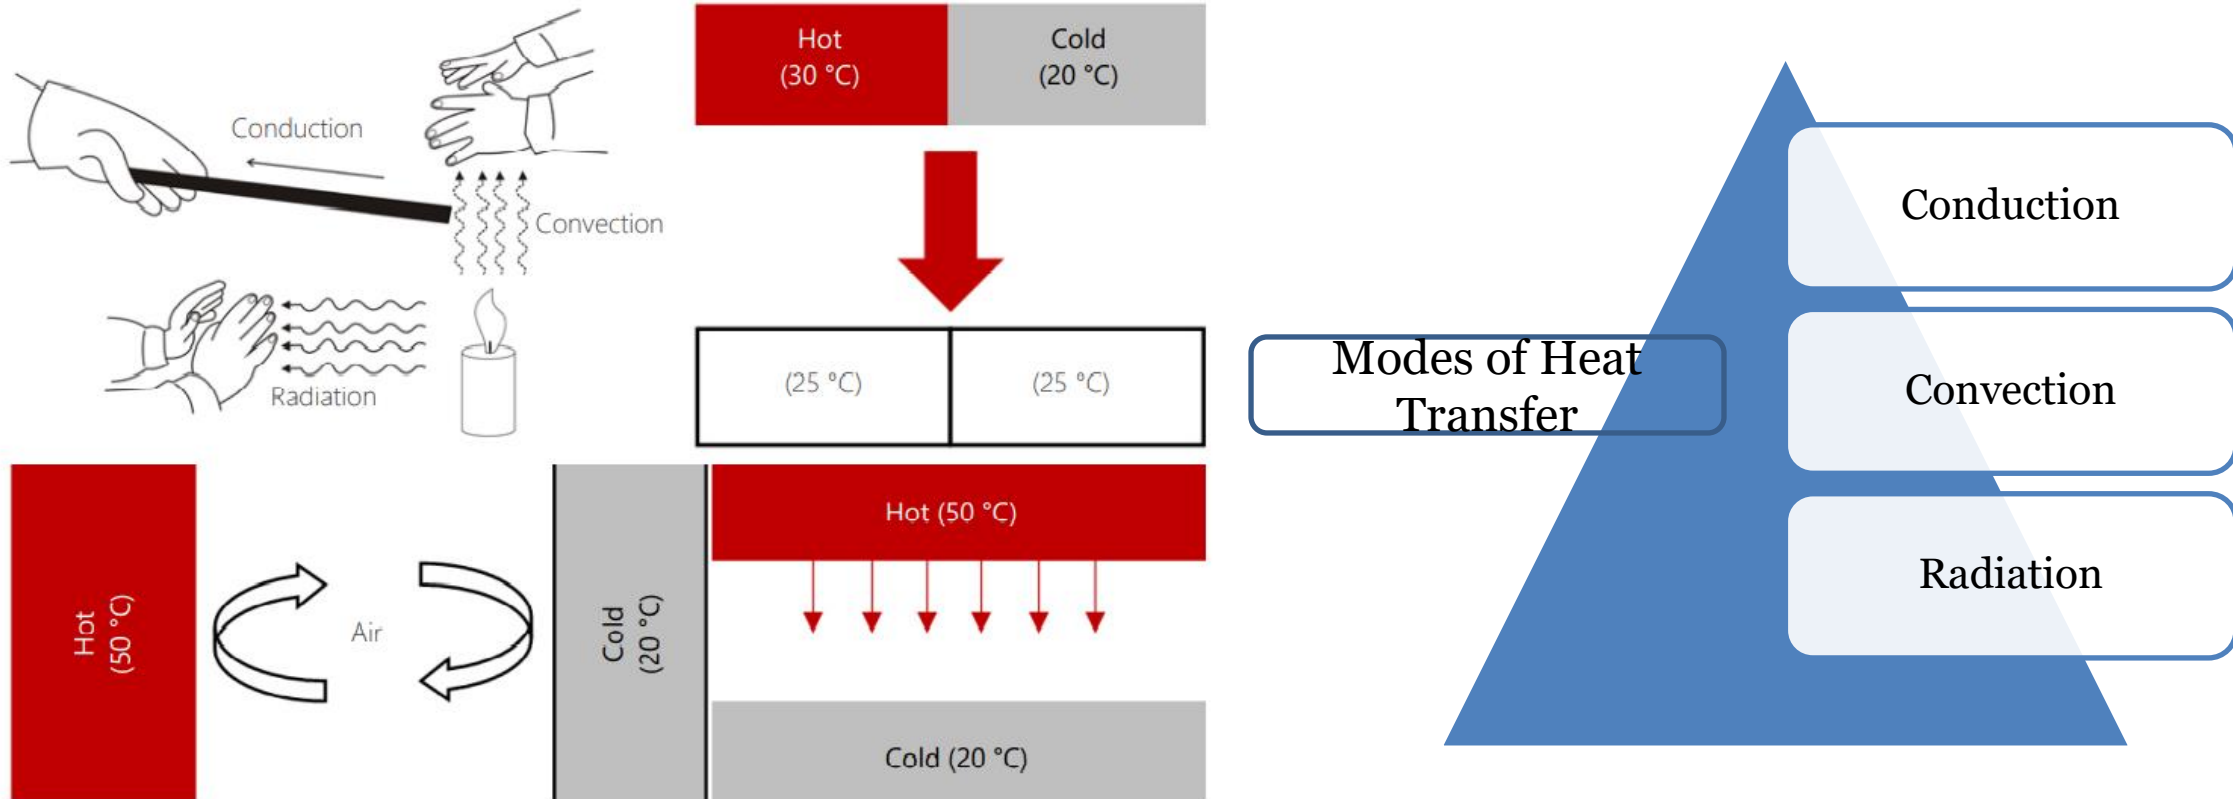 Conduction
Convection
Radiation
Hot
(30 °C)
Cold
(20 °C)
(25 °C)
(25 °C)
Hot
(50 °C)
Air
Cold
(20 °C)
Hot (50 °C)
Cold (20 °C)
Modes of Heat
Transfer
Conduction
Convection
Radiation